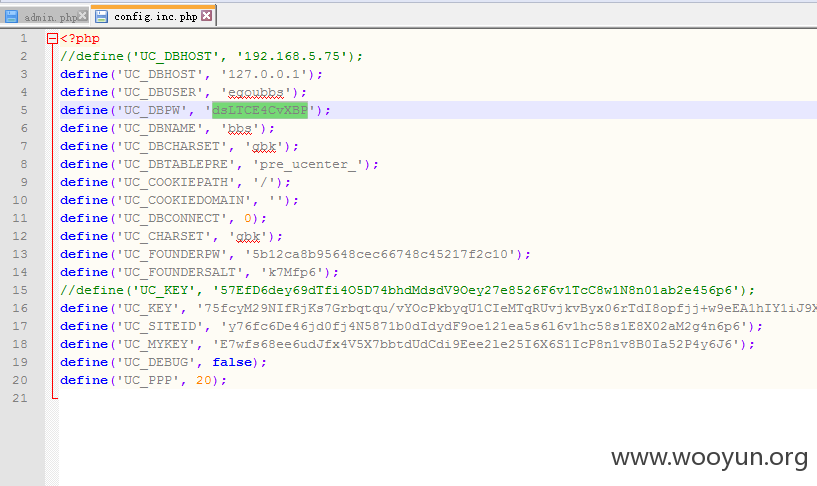 admin.php config.inc.php
1 <?php
2 //define('UC_DBHOST', '192.168.5.75');
3 define('UC_DBHOST', '127.0.0.1');
4 define('UC_DBUSER', 'egoubbs');
5 define('UC_DBPW', 'dsLTCE4CvXBP');
6 define('UC_DBNAME', 'bbs');
7 define('UC_DBCHARSET', 'gbk');
8 define('UC_DBTABLEPRE', 'pre_ucenter_');
9 define('UC_COOKIEPATH', '/');
10 define('UC_COOKIEDOMAIN', '');
11 define('UC_DBCONNECT', 0);
12 define('UC_CHARSET', 'gbk');
13 define('UC_FOUNDERPW', '5b12ca8b95648cec66748c45217f2c10');
14 define('UC_FOUNDERSALT', 'k7Mfp6');
15 //define('UC_KEY', '57EfD6dey69dTfi4O5D74bhdMdsdV9Oey27e8526F6v1TcC8w1N8n01ab2e456p6');
16 define('UC_KEY', '75fcyM29NIfRjKs7Grbqtqu/vYOcPkbyqU1CIeMTqRUvjkvByx06rTdI8opfjj+w9eEA1hIY1iJ9X
17 define('UC_SITEID', 'y76fc6De46jd0fj4N5871b0dIdydF9oe121ea5s6l6v1hc58s1E8X02aM2g4n6p6');
18 define('UC_MYKEY', 'E7wfs68ee6udJfx4V5X7bbtdUdCdi9Eee2le25I6X6S1IcP8n1v8B0Ia52P4y6J6');
19 define('UC_DEBUG', false);
20 define('UC_PPP', 20);
21
www.wooyun.org